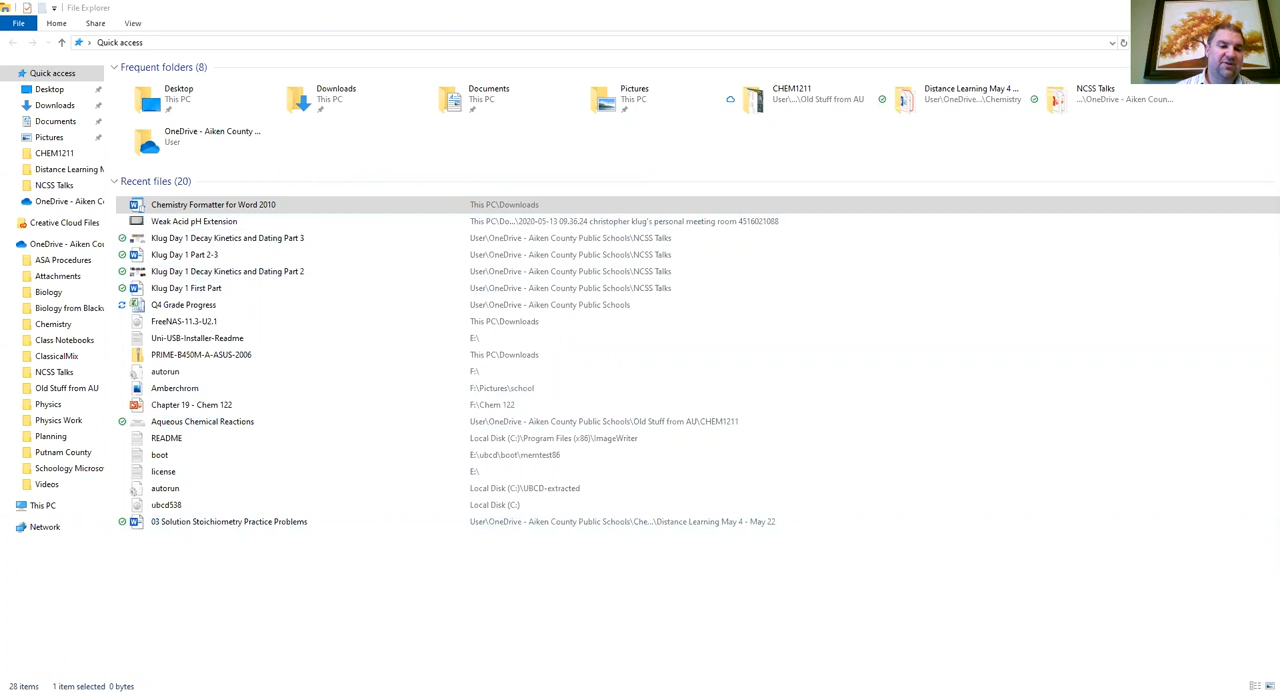 File Explorer
File Home Share View
Quick access
Quick access
Desktop
Downloads
Documents
Pictures
CHEM1211
Distance Learning M
NCSS Talks
OneDrive - Aiken Co
Creative Cloud Files
OneDrive - Aiken Cou
ASA Procedures
Attachments
Biology
Biology from Blackw
Chemistry
Class Notebooks
ClassicalMix
NCSS Talks
Old Stuff from AU
Physics
Physics Work
Planning
Putnam County
Schoology Microso
Videos
This PC
Network
Frequent folders (8)
Desktop
This PC
Downloads
This PC
Documents
This PC
Pictures
This PC
CHEM1211
User\...\Old Stuff from AU
Distance Learning May 4 ...
User\OneDrive...\Chemistry
NCSS Talks
...\OneDrive - Aiken Coun...
OneDrive - Aiken County ...
User
Recent files (20)
Chemistry Formatter for Word 2010 This PC\Downloads
Weak Acid pH Extension This PC\Do...\2020-05-13 09.36.24 christopher klug's personal meeting room 4516021088
Klug Day 1 Decay Kinetics and Dating Part 3 User\OneDrive - Aiken County Public Schools\NCSS Talks
Klug Day 1 Part 2-3 User\OneDrive - Aiken County Public Schools\NCSS Talks
Klug Day 1 Decay Kinetics and Dating Part 2 User\OneDrive - Aiken County Public Schools\NCSS Talks
Klug Day 1 First Part User\OneDrive - Aiken County Public Schools\NCSS Talks
Q4 Grade Progress User\OneDrive - Aiken County Public Schools
FreeNAS-11.3-U2.1 This PC\Downloads
Uni-USB-Installer-Readme E:\
PRIME-B450M-A-ASUS-2006 This PC\Downloads
autorun F:\
Amberchrom F:\Pictures\school
Chapter 19 - Chem 122 F:\Chem 122
Aqueous Chemical Reactions User\OneDrive - Aiken County Public Schools\Old Stuff from AU\CHEM1211
README Local Disk (C:)\Program Files (x86)\ImageWriter
boot E:\ubcd\boot\memtest86
license E:\
autorun Local Disk (C:)\UBCD-extracted
ubcd538 Local Disk (C:)
03 Solution Stoichiometry Practice Problems User\OneDrive - Aiken County Public Schools\Che...\Distance Learning May 4 - May 22
28 items 1 item selected 0 bytes